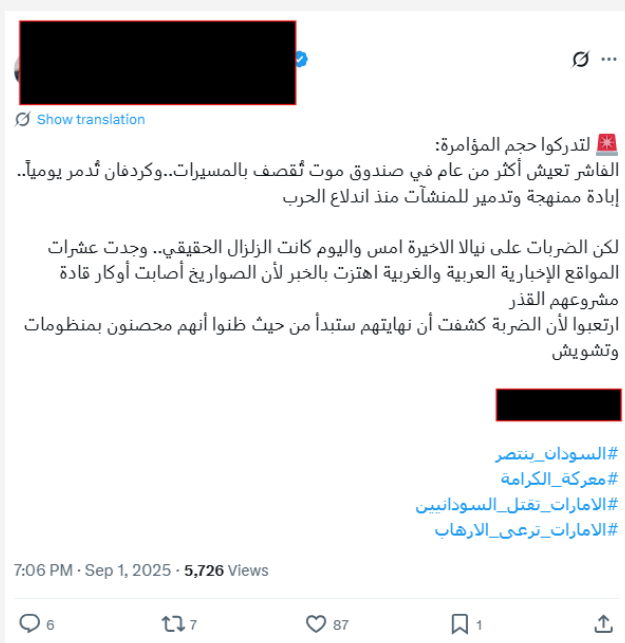 Show translation
🚨 لتدركوا حجم المؤامرة:
الفاشر تعيش أكثر من عام في صندوق موت تُقصف بالمسيرات..وكردفان تُدمر يومياً..
إبادة ممنهجة وتدمير للمنشآت منذ اندلاع الحرب
لكن الضربات على نيالا الاخيرة امس واليوم كانت الزلزال الحقيقي.. وجدت عشرات
المواقع الإخبارية العربية والغربية اهتزت بالخبر لأن الصواريخ أصابت أوكار قادة
مشروعهم القذر
ارتعبوا لأن الضربة كشفت أن نهايتهم ستبدأ من حيث ظنوا أنهم محصنون بمنظومات
وتشويش
#السودان_ينتصر
#معركة_الكرامة
#الامارات_تقتل_السودانيين
#الامارات_ترعى_الارهاب
7:06 PM · Sep 1, 2025 · 5,726 Views
6 7 87 1